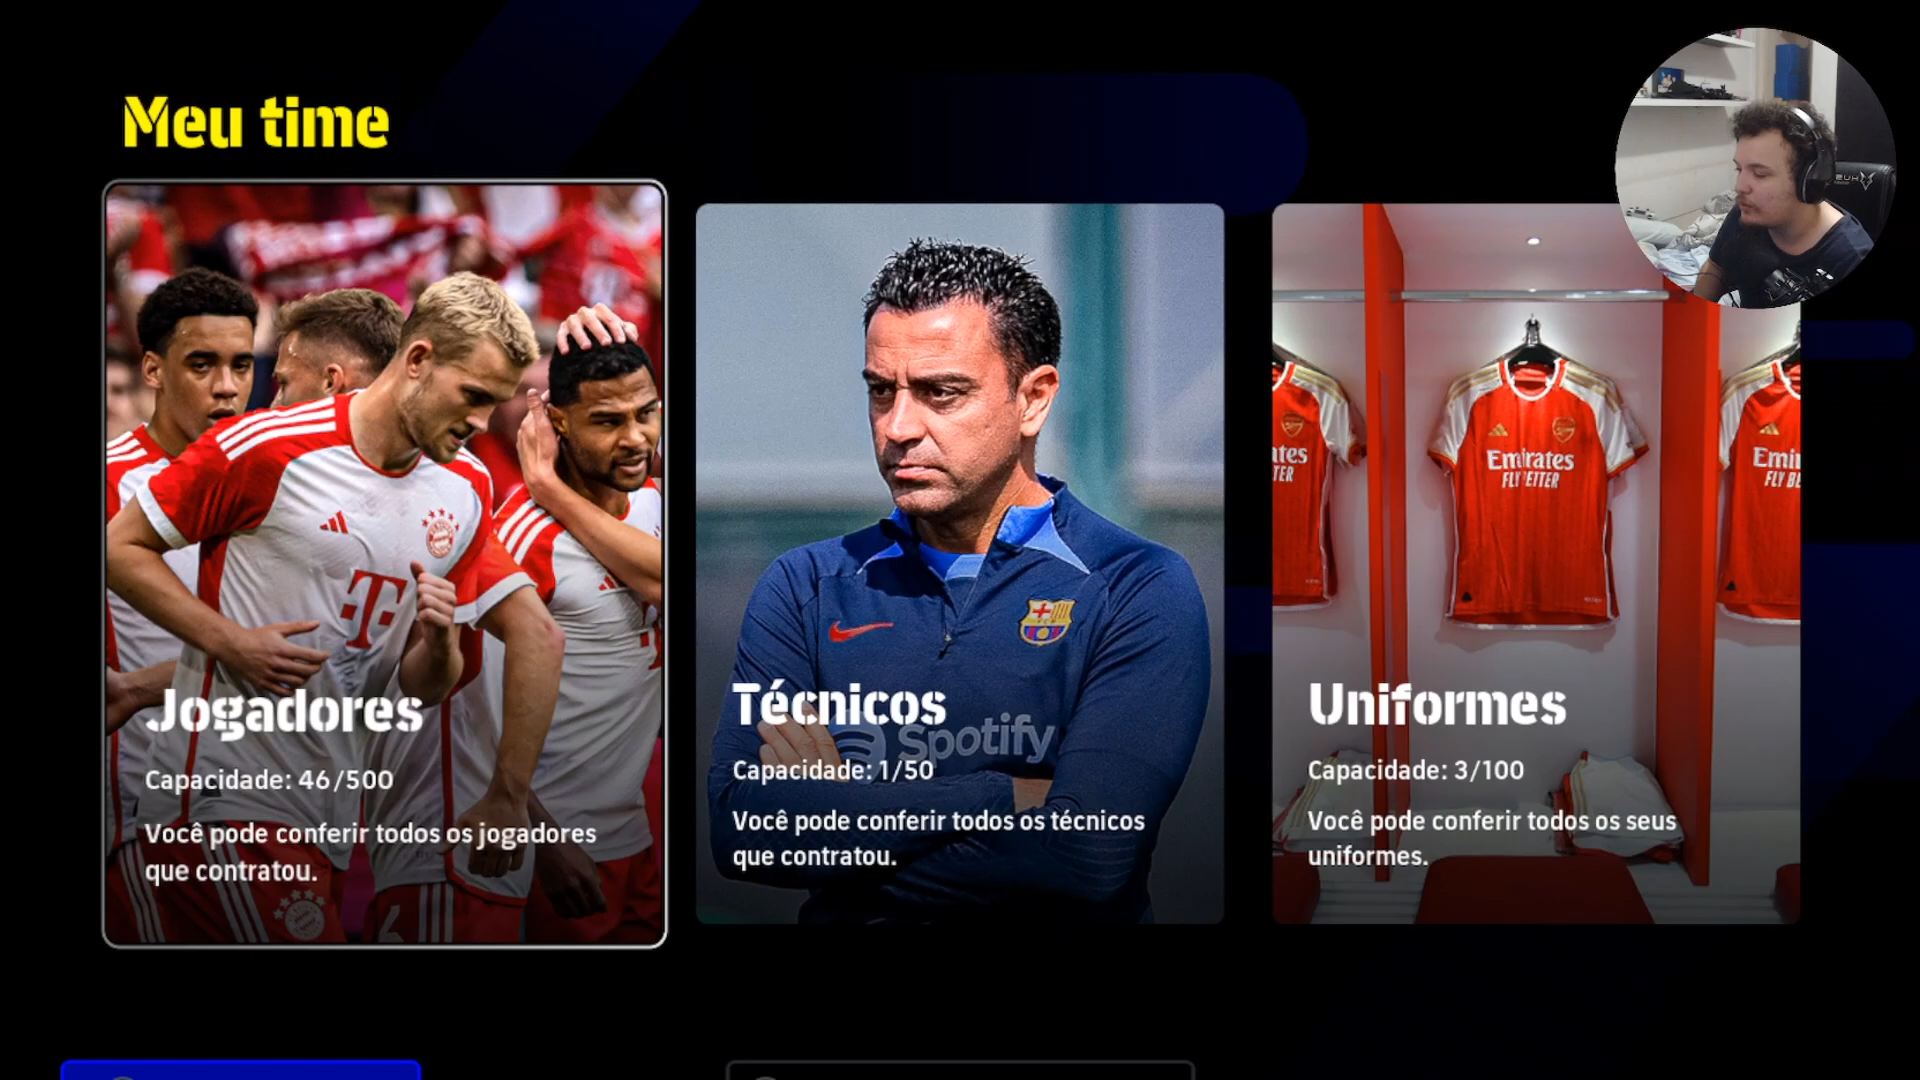 Meu time
Jogadores
Capacidade: 46/500
Você pode conferir todos os jogadores
que contratou.
Spotify
Técnicos
Capacidade: 1/50
Você pode conferir todos os técnicos
que contratou.
Emirates
FLY BETTER
Uniformes
Capacidade: 3/100
Você pode conferir todos os seus
uniformes.